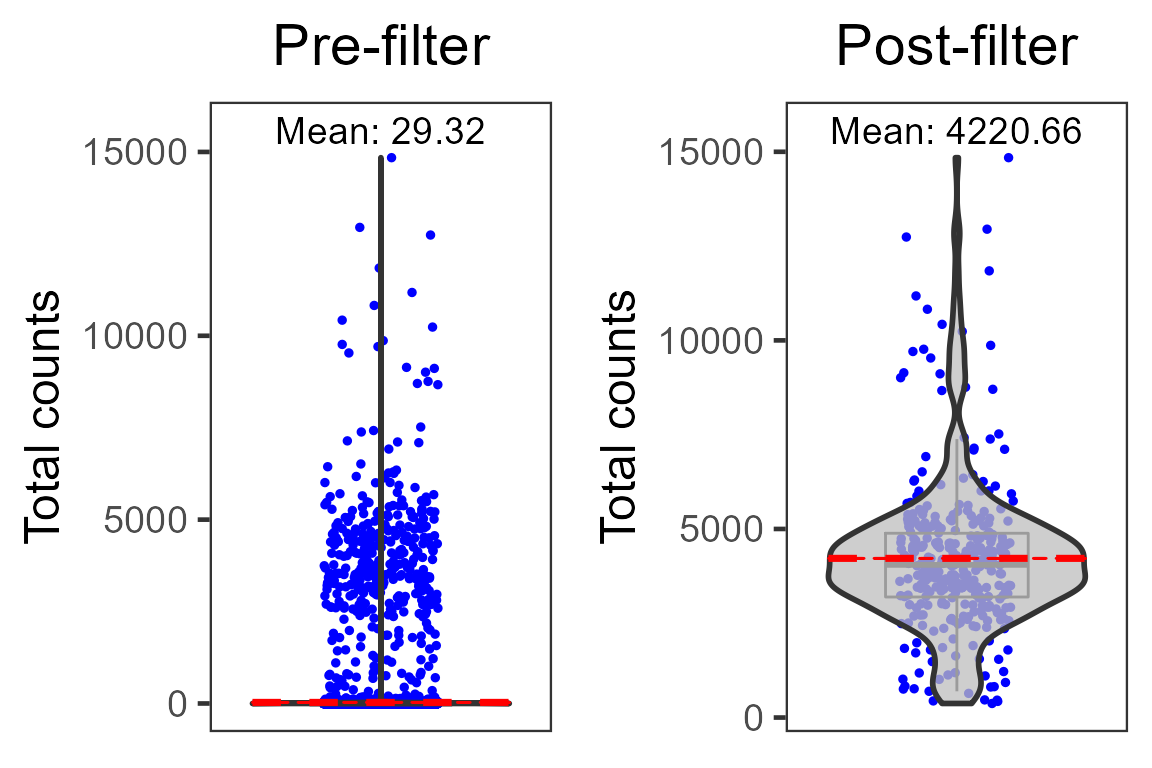 Pre-filter
Total counts
15000
10000
5000
0
Mean: 29.32
Post-filter
Total counts
15000
10000
5000
0
Mean: 4220.66